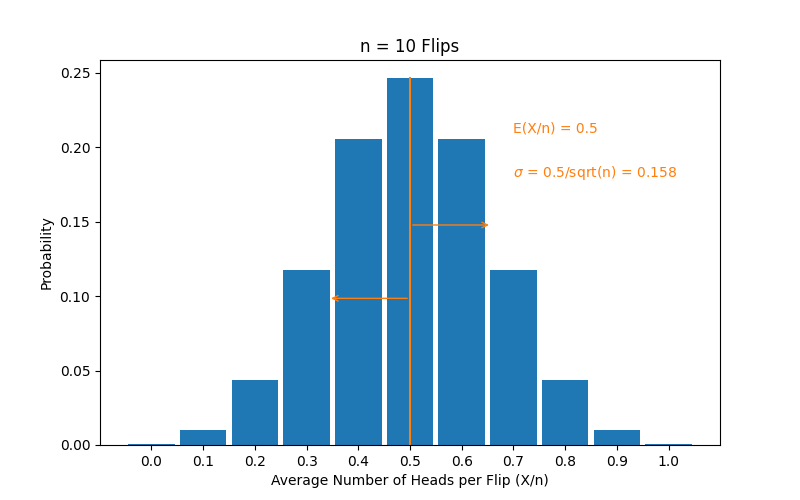 n = 10 Flips
0.25
0.20
0.15
0.10
0.05
0.00
Probability
E(X/n) = 0.5
σ = 0.5/sqrt(n) = 0.158
0.0 0.1 0.2 0.3 0.4 0.5 0.6 0.7 0.8 0.9 1.0
Average Number of Heads per Flip (X/n)